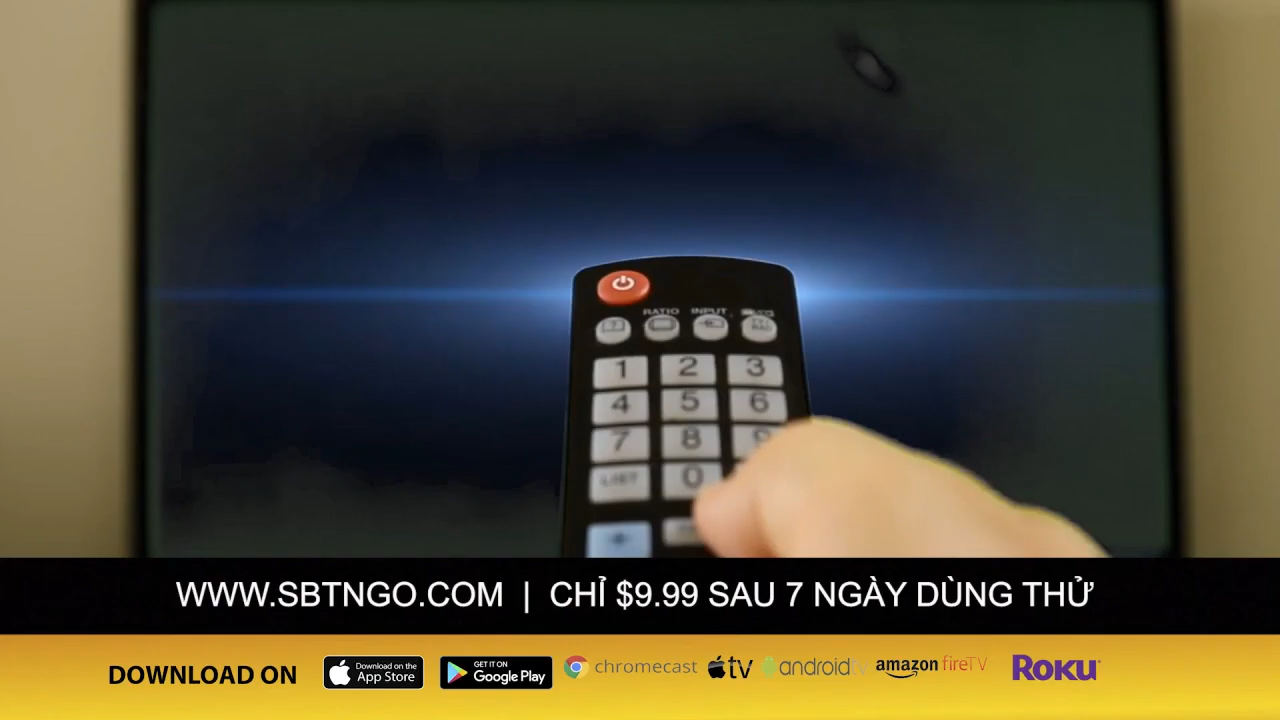 RATIO INPUT
1 2 3
4 5 6
7 8 9
LIST 0
WWW.SBTNGO.COM | CHỈ $9.99 SAU 7 NGÀY DÙNG THỬ
DOWNLOAD ON Download on the App Store GET IT ON Google Play chromecast tv androidtv amazon fireTV ROKU